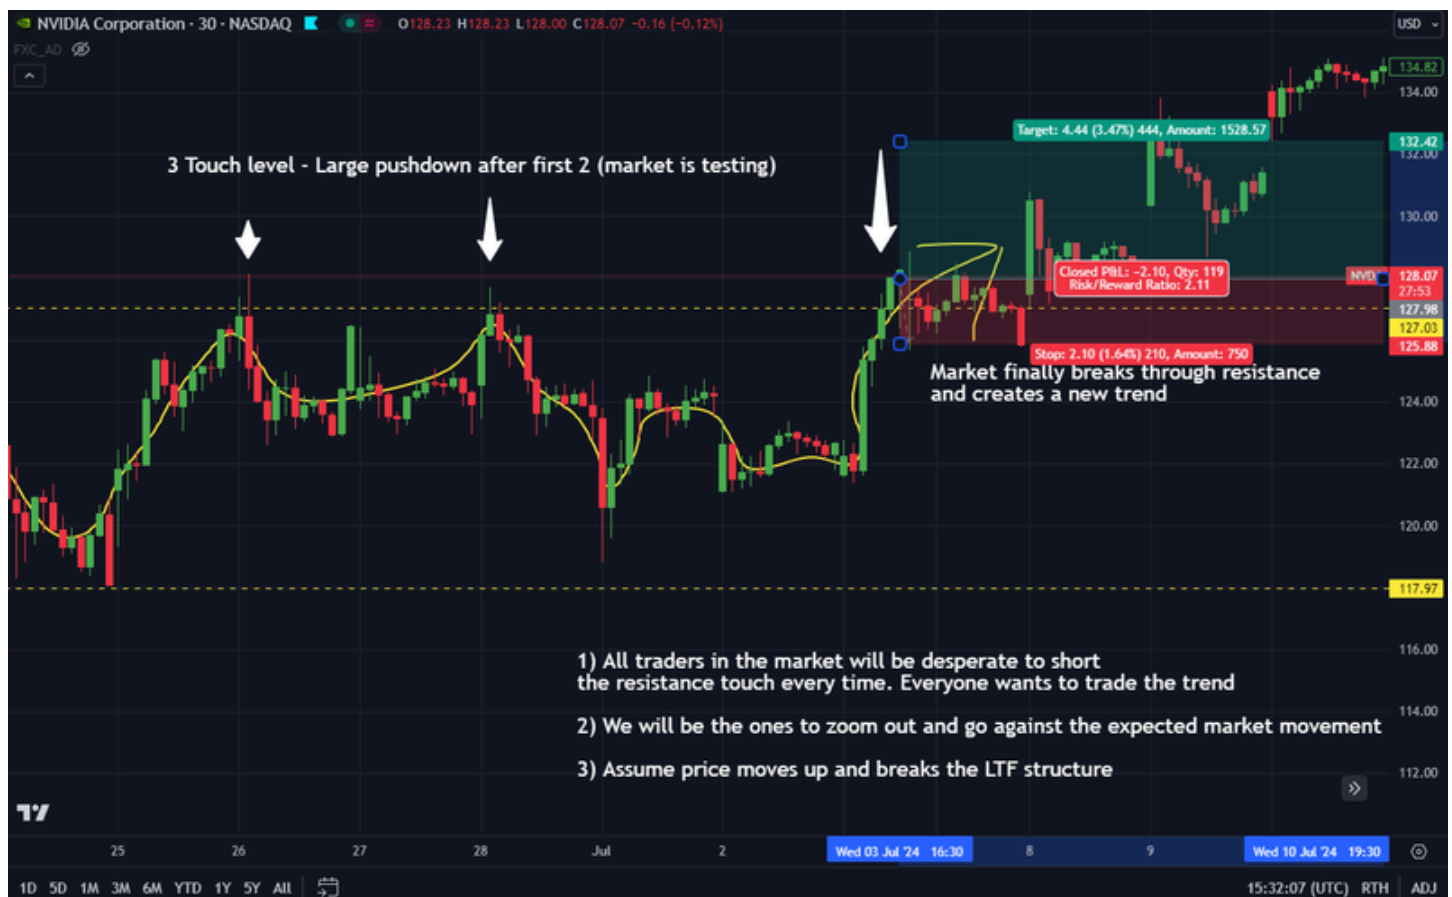 NVIDIA Corporation · 30 · NASDAQ O128.23 H128.23 L128.00 C128.07 -0.16 (-0.12%)
USD
FXC_AD
134.82
134.00
Target: 4.44 (3.47%) 444, Amount: 1528.57
132.42
132.00
3 Touch level - Large pushdown after first 2 (market is testing)
130.00
Closed P&L: -2.10, Qty: 119
Risk/Reward Ratio: 2.11
NVD 128.07
27:53
127.98
127.03
125.88
Stop: 2.10 (1.64%) 210, Amount: 750
Market finally breaks through resistance
and creates a new trend
124.00
122.00
120.00
117.97
116.00
1) All traders in the market will be desperate to short
the resistance touch every time. Everyone wants to trade the trend
114.00
2) We will be the ones to zoom out and go against the expected market movement
3) Assume price moves up and breaks the LTF structure
112.00
25 26 27 28 Jul 2 Wed 03 Jul '24 16:30 8 9 Wed 10 Jul '24 19:30
1D 5D 1M 3M 6M YTD 1Y 5Y All 15:32:07 (UTC) RTH ADJ